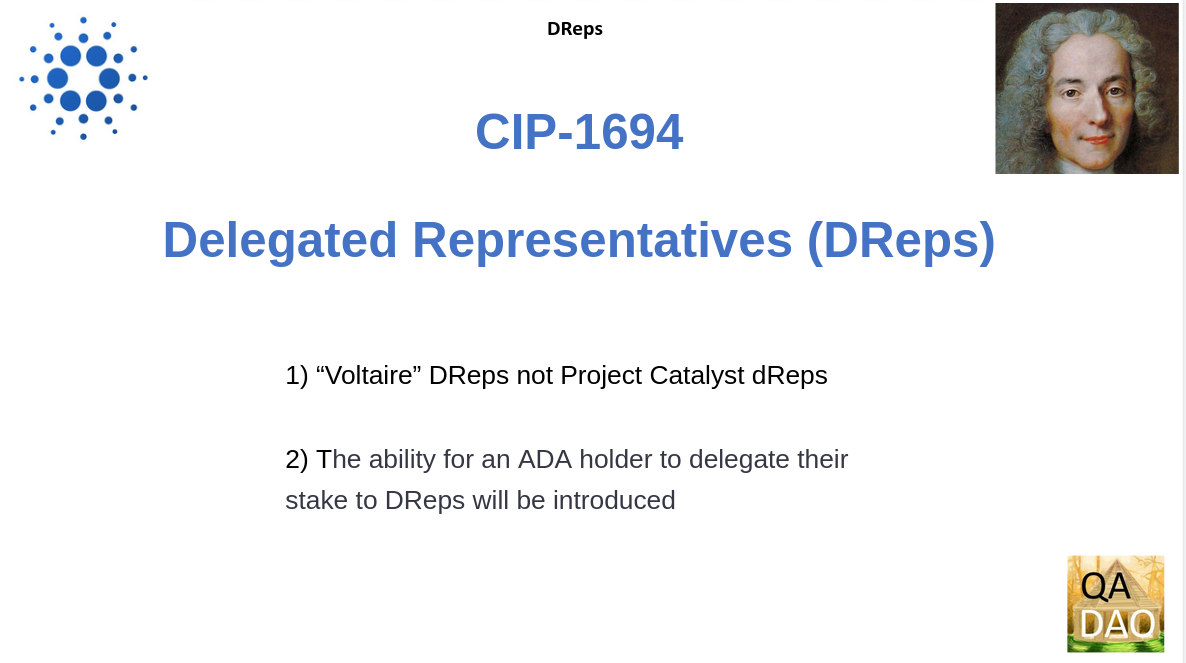 DReps
CIP-1694
Delegated Representatives (DReps)
1) “Voltaire” DReps not Project Catalyst dReps
2) The ability for an ADA holder to delegate their
stake to DReps will be introduced
QA
DAO